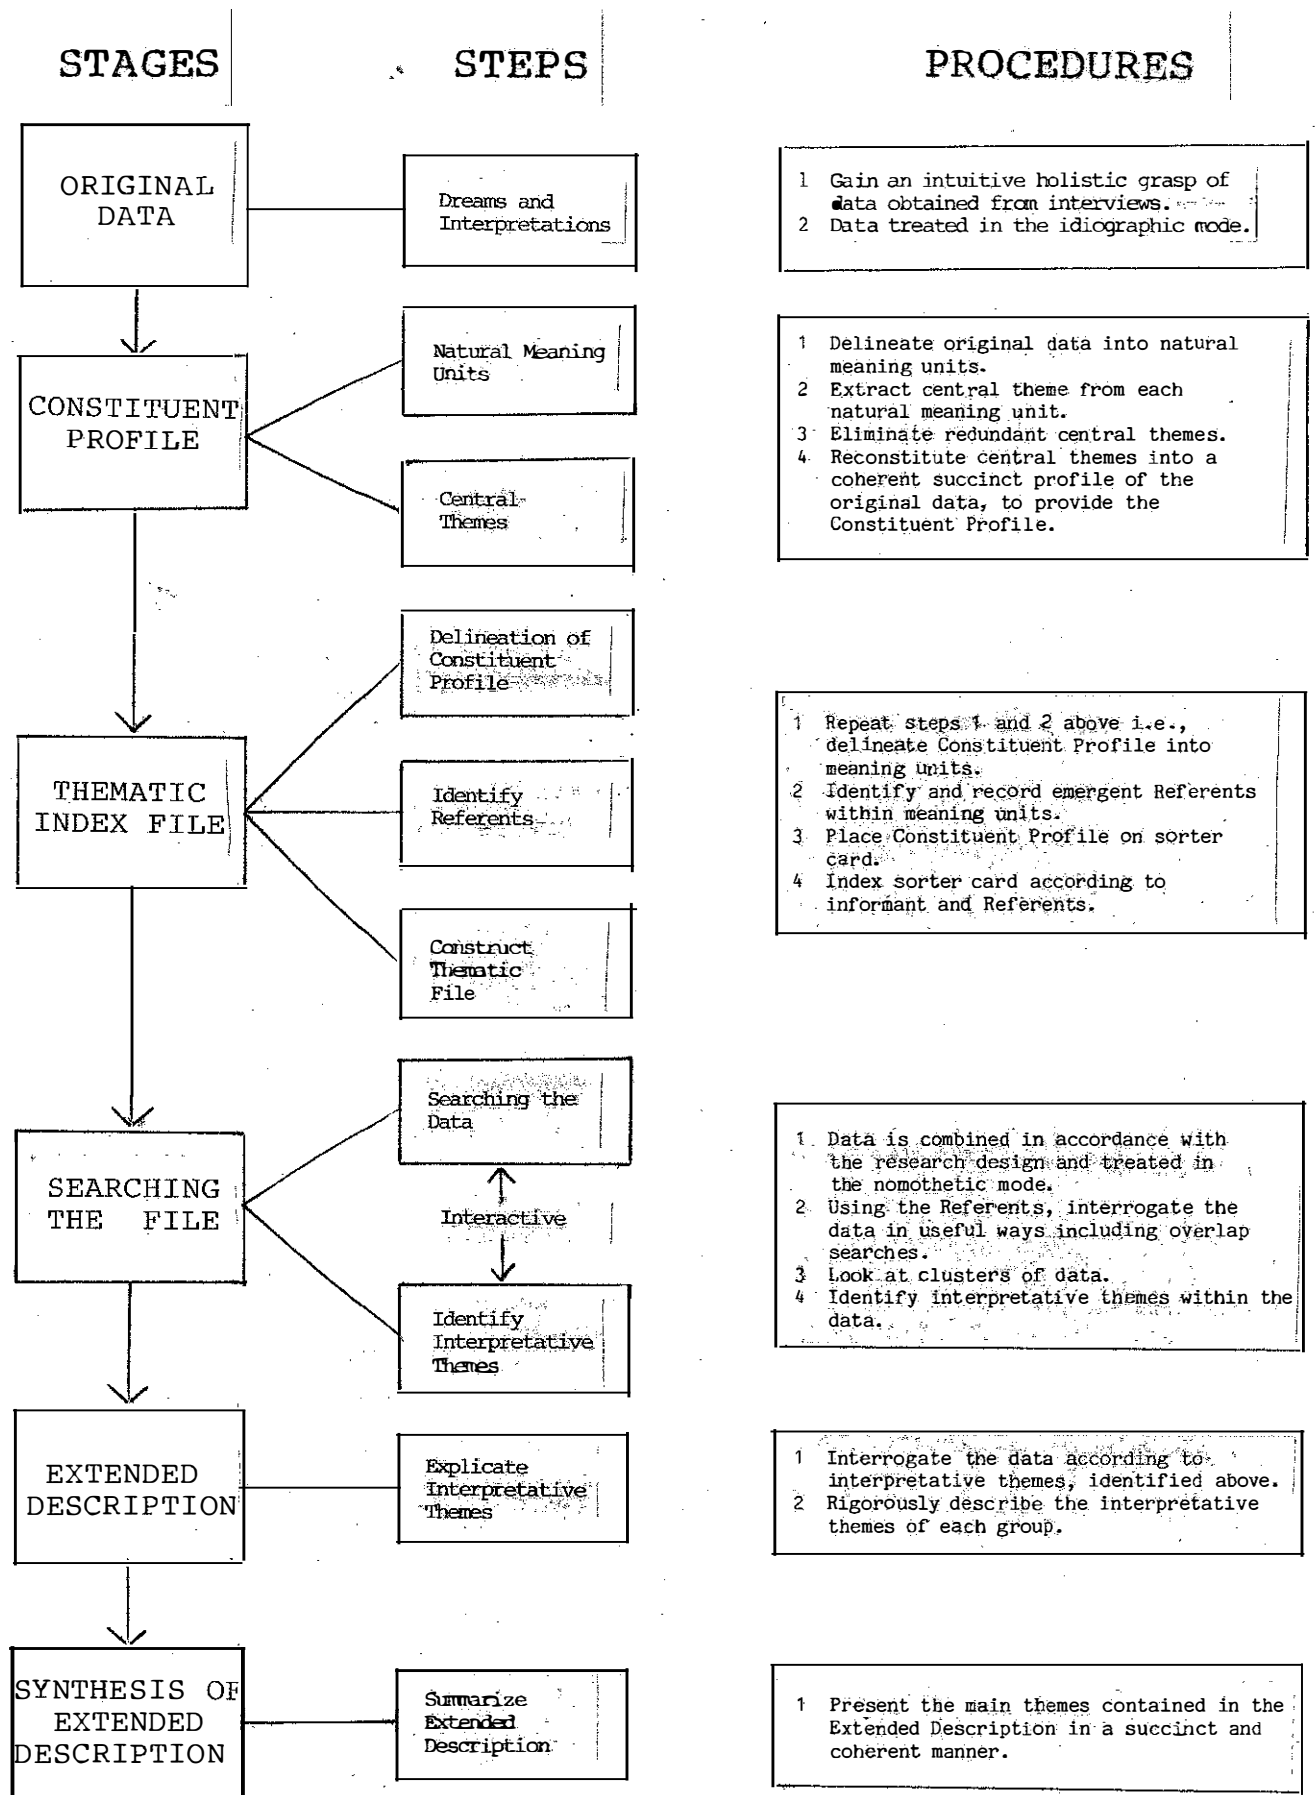 STAGES STEPS PROCEDURES
ORIGINAL
DATA
Dreams and
Interpretations
1 Gain an intuitive holistic grasp of
data obtained from interviews.
2 Data treated in the idiographic mode.
CONSTITUENT
PROFILE
Natural Meaning
Units
Central
Themes
1 Delineate original data into natural
meaning units.
2 Extract central theme from each
natural meaning unit.
3 Eliminate redundant central themes.
4 Reconstitute central themes into a
coherent succinct profile of the
original data, to provide the
Constituent Profile.
THEMATIC
INDEX FILE
Delineation of
Constituent
Profile
Identify
Referents
Construct
Thematic
File
1 Repeat steps 1 and 2 above i.e.,
delineate Constituent Profile into
meaning units.
2 Identify and record emergent Referents
within meaning units.
3 Place Constituent Profile on sorter
card.
4 Index sorter card according to
informant and Referents.
SEARCHING
THE FILE
Searching the
Data
Interactive
Identify
Interpretative
Themes
1 Data is combined in accordance with
the research design and treated in
the nomothetic mode.
2 Using the Referents, interrogate the
data in useful ways including overlap
searches.
3 Look at clusters of data.
4 Identify interpretative themes within the
data.
EXTENDED
DESCRIPTION
Explicate
Interpretative
Themes
1 Interrogate the data according to
interpretative themes, identified above.
2 Rigorously describe the interpretative
themes of each group.
SYNTHESIS OF
EXTENDED
DESCRIPTION
Summarize
Extended
Description
1 Present the main themes contained in the
Extended Description in a succinct and
coherent manner.